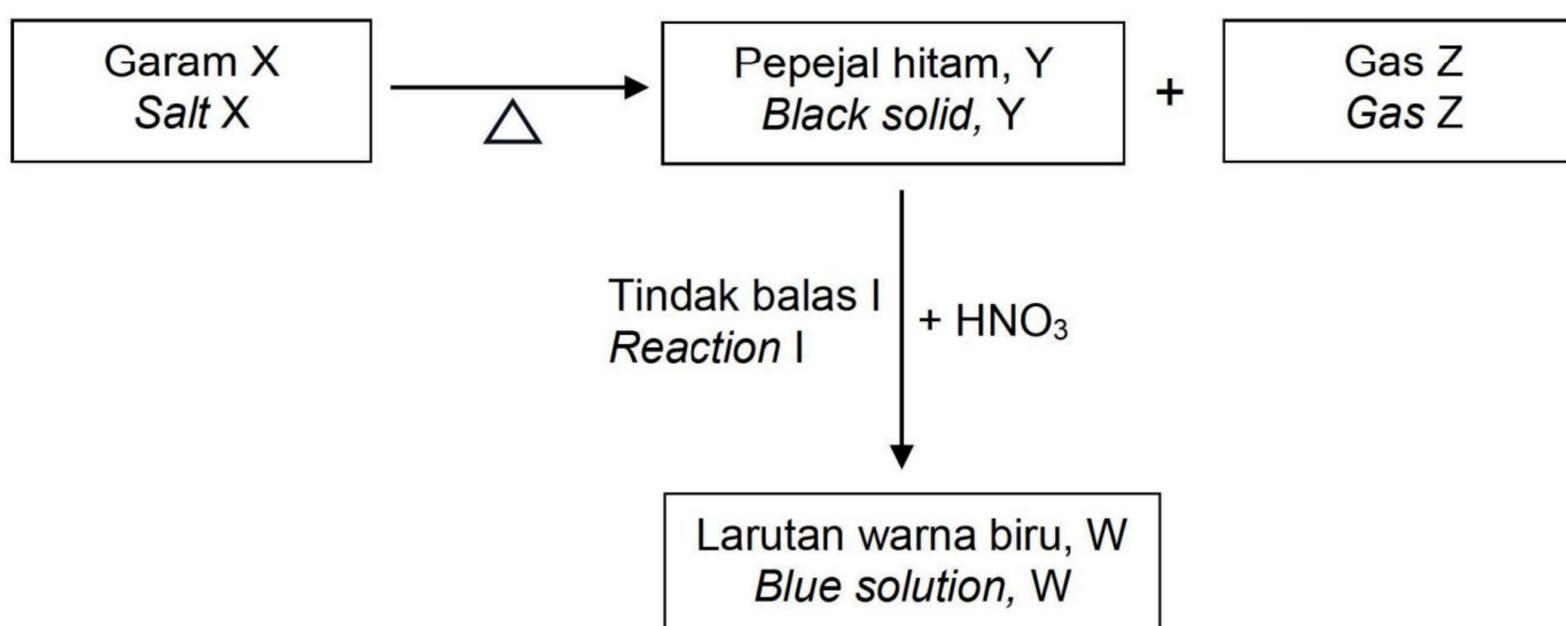 Garam X
Salt X
Pepejal hitam, Y
Black solid, Y
+
Gas Z
Gas Z
Tindak balas I
Reaction I
+ HNO₃
Larutan warna biru, W
Blue solution, W